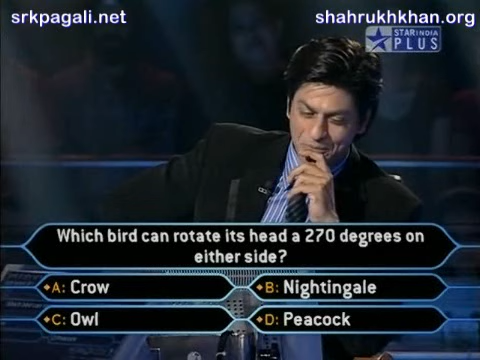 srkpagali.net
shahrukhkhan.org
STAR INDIA
PLUS
Which bird can rotate its head a 270 degrees on
either side?
A: Crow
B: Nightingale
C: Owl
D: Peacock